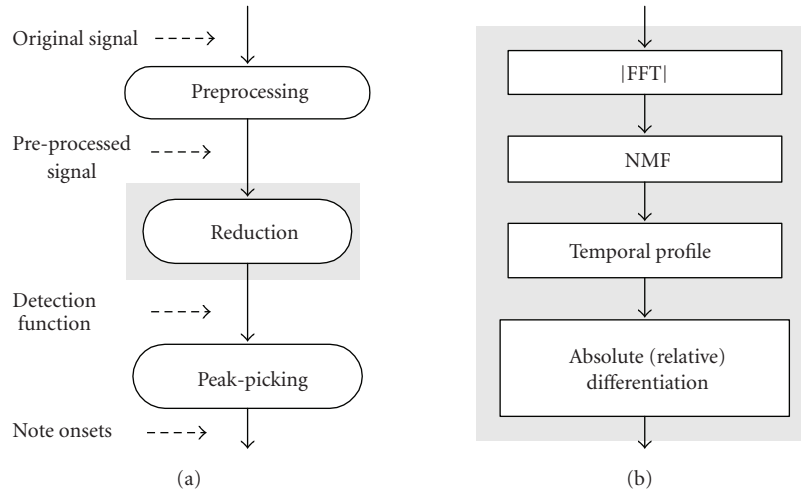 Original signal
Preprocessing
Pre-processed
signal
Reduction
Detection
function
Peak-picking
Note onsets
(a)
|FFT|
NMF
Temporal profile
Absolute (relative)
differentiation
(b)